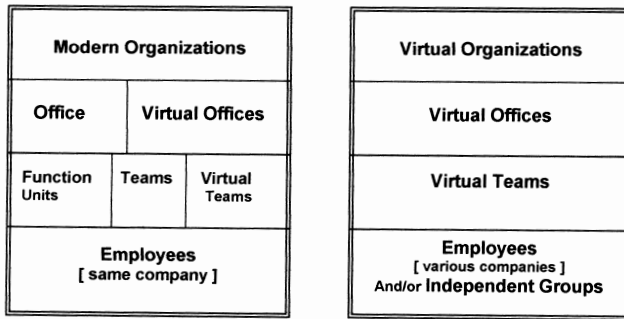 Modern Organizations
Office
Virtual Offices
Function
Units
Teams
Virtual
Teams
Employees
[ same company ]
Virtual Organizations
Virtual Offices
Virtual Teams
Employees
[ various companies ]
And/or Independent Groups